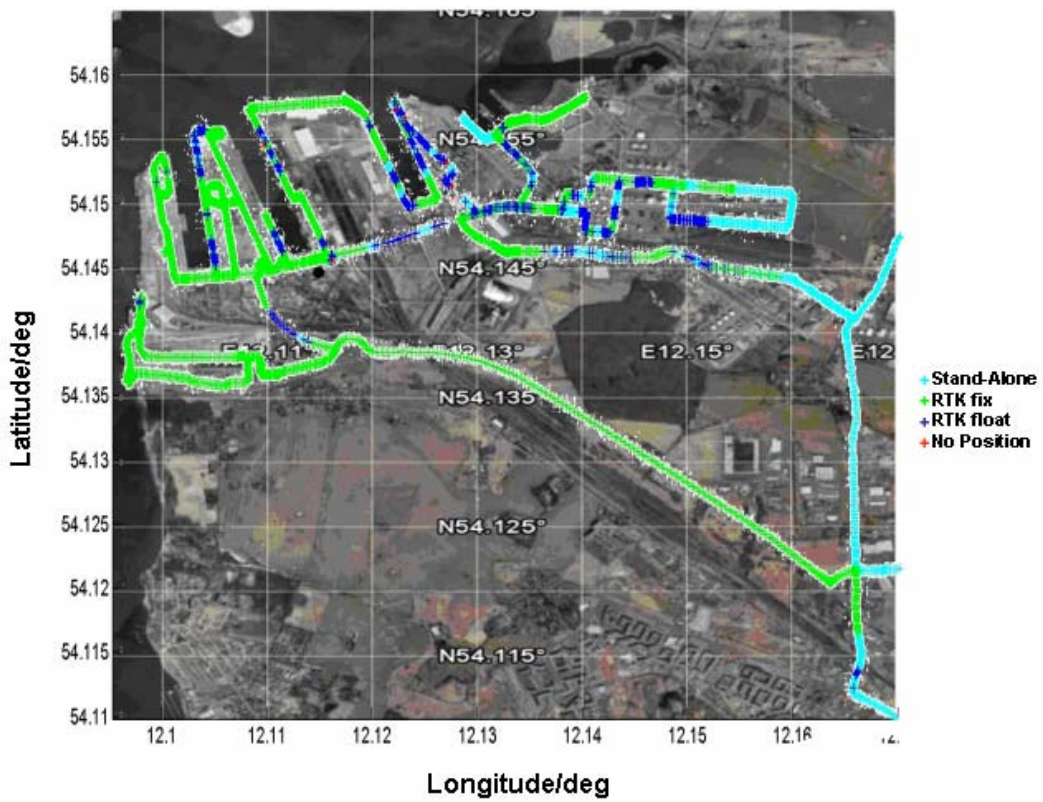 N54.165°
54.16
54.155
N54.155°
54.15
54.145
N54.145°
54.14
E12.11°
E12.13°
E12.15°
E12
54.135
N54.135°
54.13
54.125
N54.125°
54.12
54.115
N54.115°
54.11
12.1
12.11
12.12
12.13
12.14
12.15
12.16
12.
Latitude/deg
Longitude/deg
Stand-Alone
RTK fix
RTK float
No Position